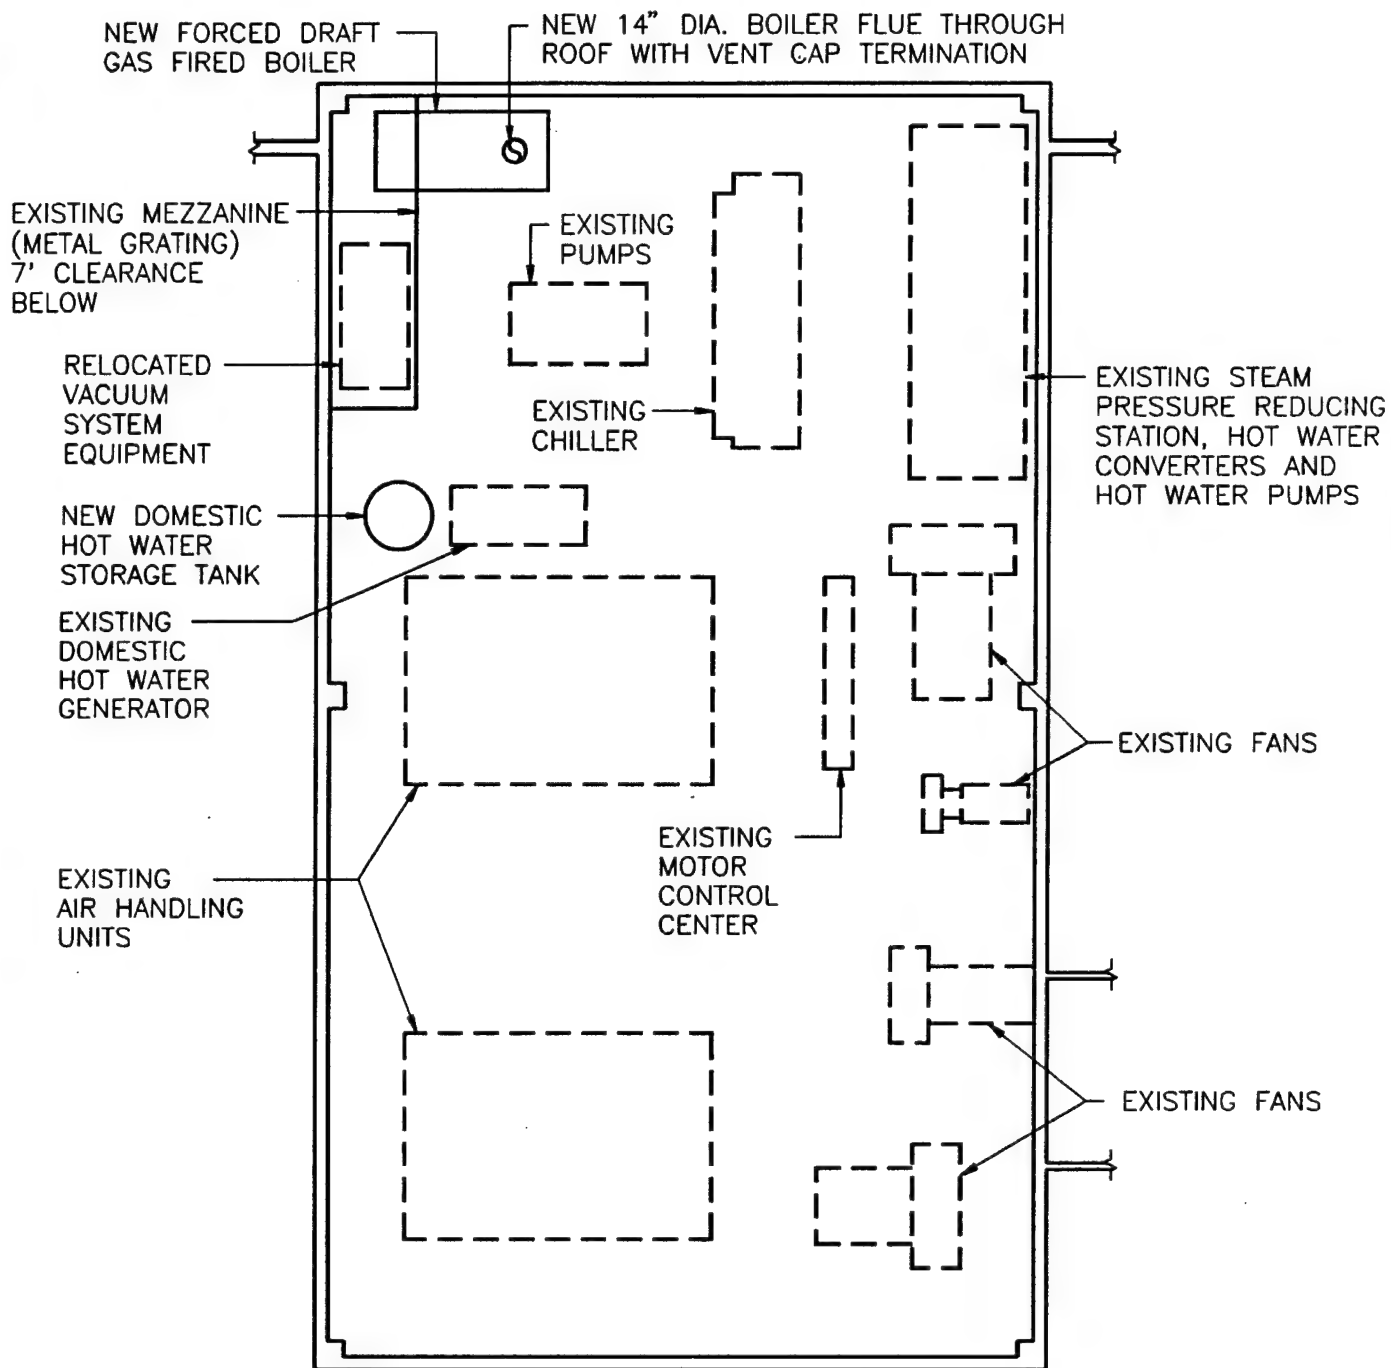 NEW FORCED DRAFT
GAS FIRED BOILER
NEW 14" DIA. BOILER FLUE THROUGH
ROOF WITH VENT CAP TERMINATION
EXISTING MEZZANINE
(METAL GRATING)
7' CLEARANCE
BELOW
EXISTING
PUMPS
RELOCATED
VACUUM
SYSTEM
EQUIPMENT
EXISTING
CHILLER
EXISTING STEAM
PRESSURE REDUCING
STATION, HOT WATER
CONVERTERS AND
HOT WATER PUMPS
NEW DOMESTIC
HOT WATER
STORAGE TANK
EXISTING
DOMESTIC
HOT WATER
GENERATOR
EXISTING FANS
EXISTING
MOTOR
CONTROL
CENTER
EXISTING
AIR HANDLING
UNITS
EXISTING FANS